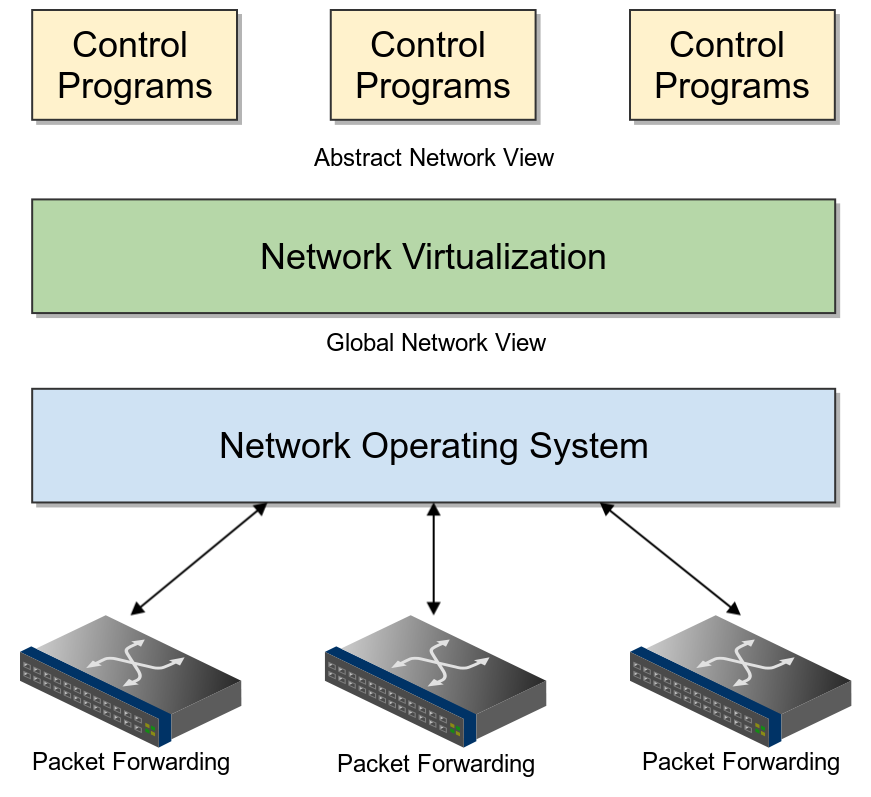 Control
Programs
Control
Programs
Control
Programs
Abstract Network View
Network Virtualization
Global Network View
Network Operating System
Packet Forwarding
Packet Forwarding
Packet Forwarding